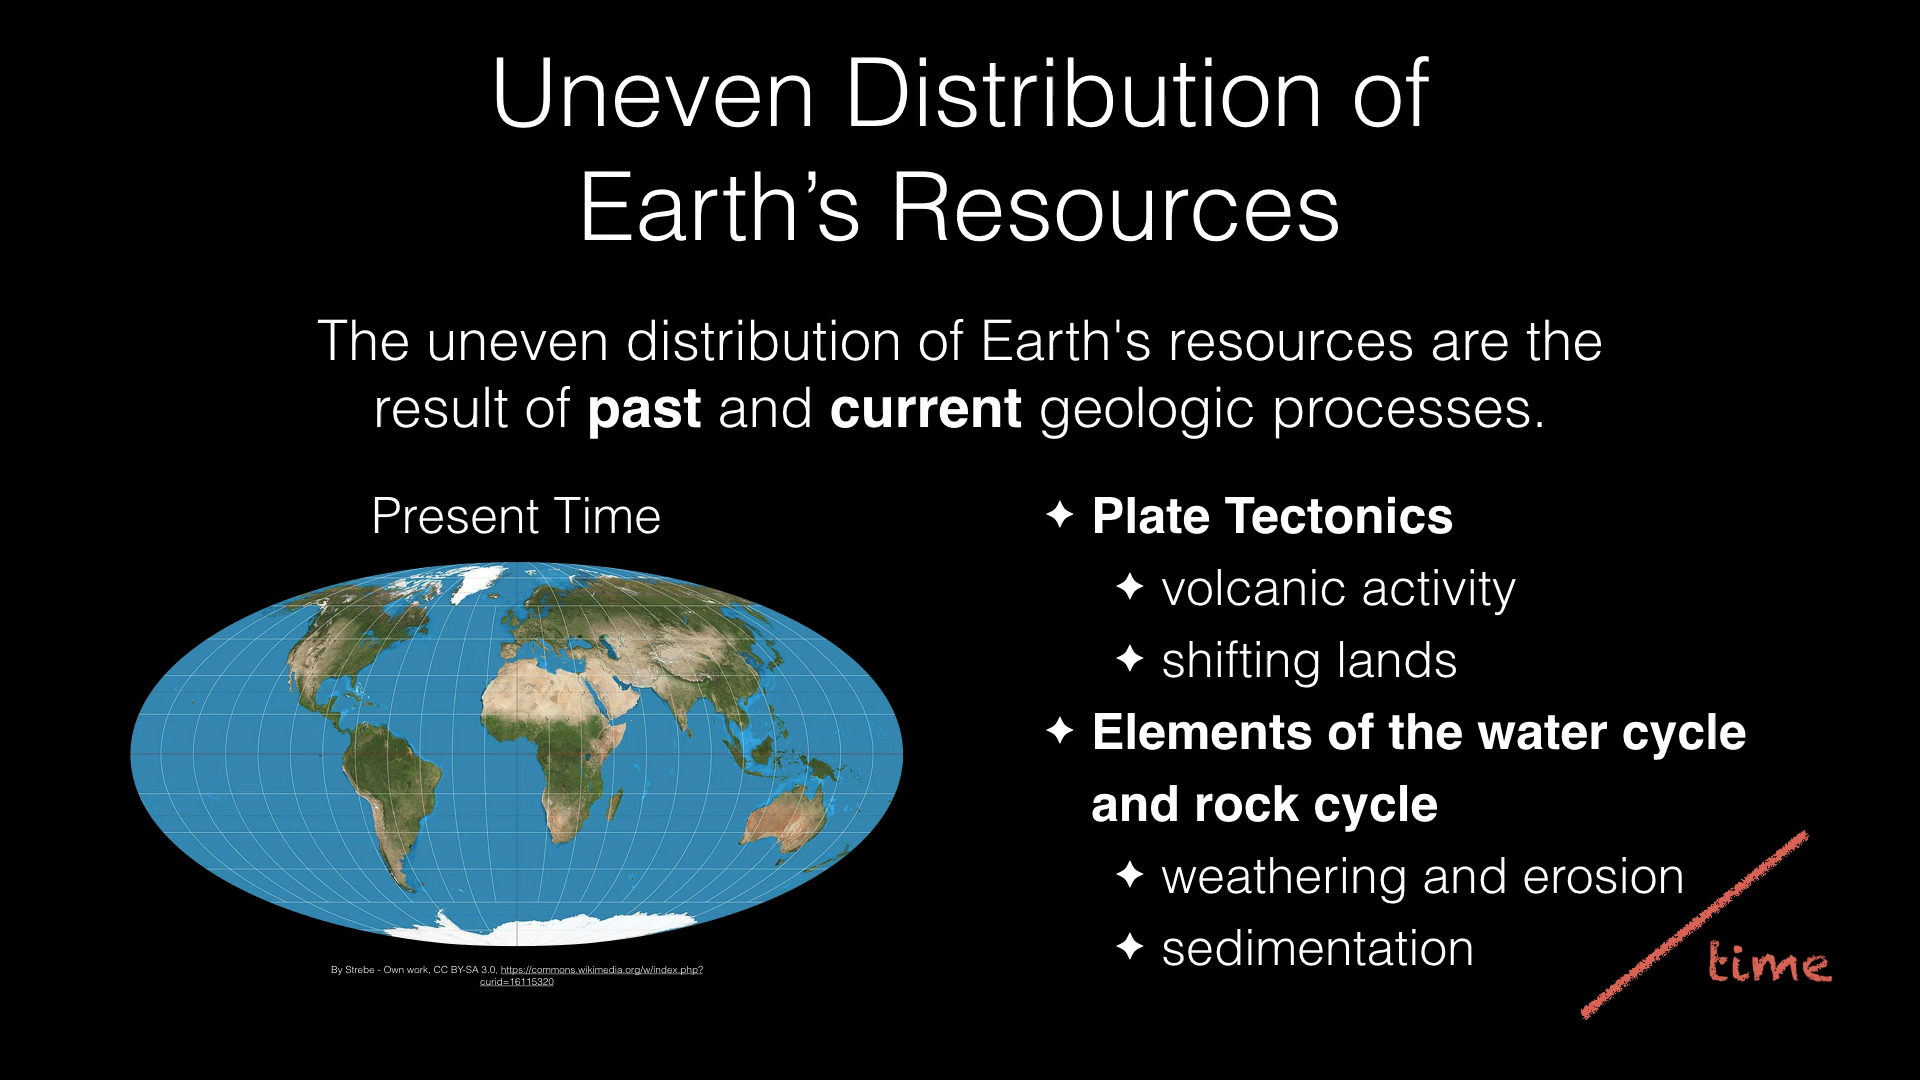 Uneven Distribution of
Earth’s Resources
The uneven distribution of Earth's resources are the
result of past and current geologic processes.
Present Time
By Strebe - Own work, CC BY-SA 3.0, https://commons.wikimedia.org/w/index.php?
curid=16115320
✦ Plate Tectonics
✦ volcanic activity
✦ shifting lands
✦ Elements of the water cycle
and rock cycle
✦ weathering and erosion
✦ sedimentation
time